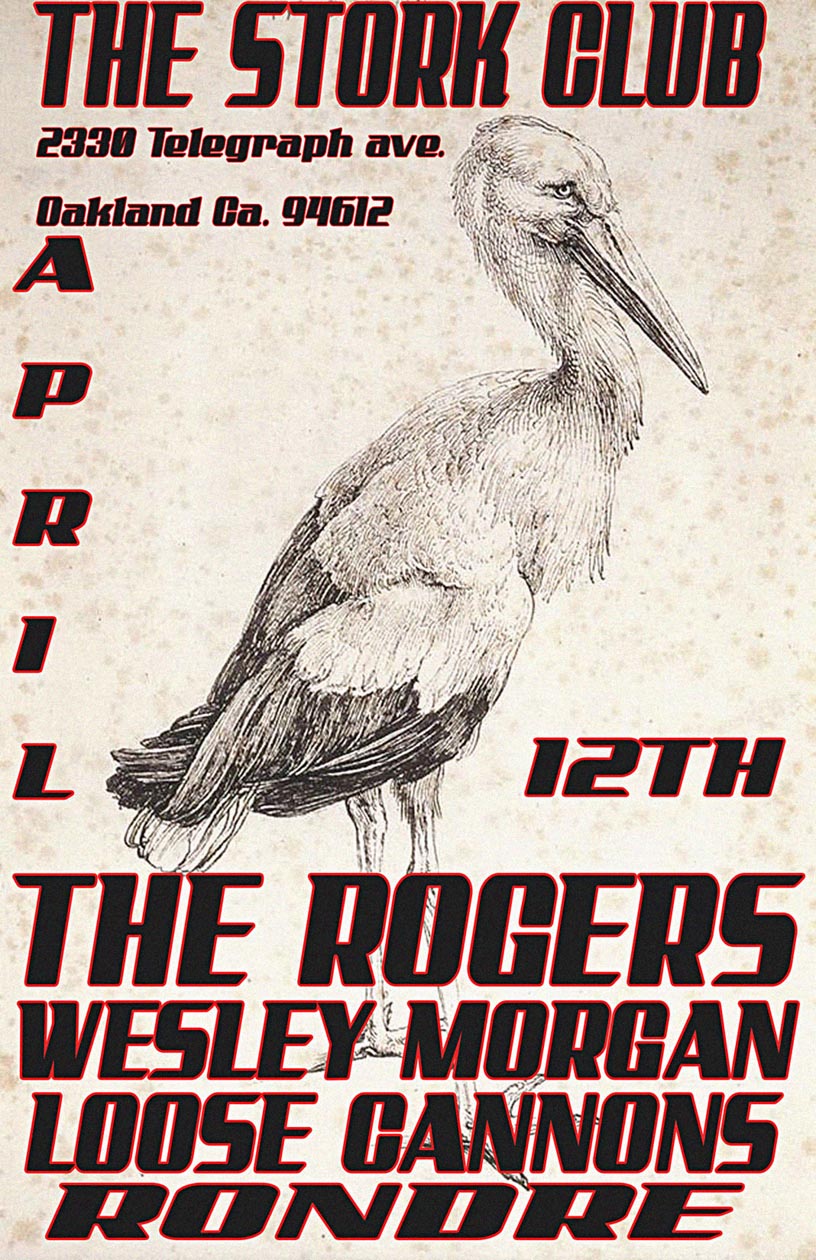 THE STORK CLUB
2330 Telegraph ave.
Oakland Ca. 94612
APRIL
12TH
THE ROGERS
WESLEY MORGAN
LOOSE CANNONS
RONDRE